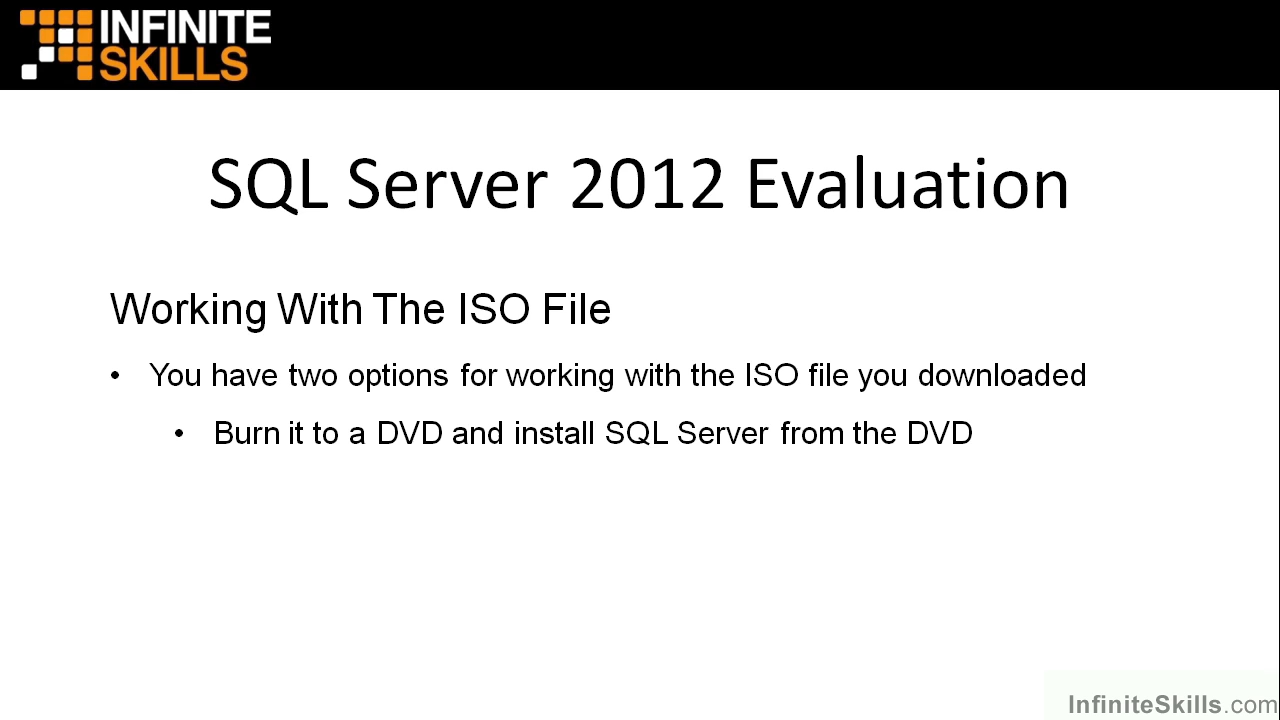 INFINITE
SKILLS
SQL Server 2012 Evaluation
Working With The ISO File
• You have two options for working with the ISO file you downloaded
• Burn it to a DVD and install SQL Server from the DVD
InfiniteSkills.com